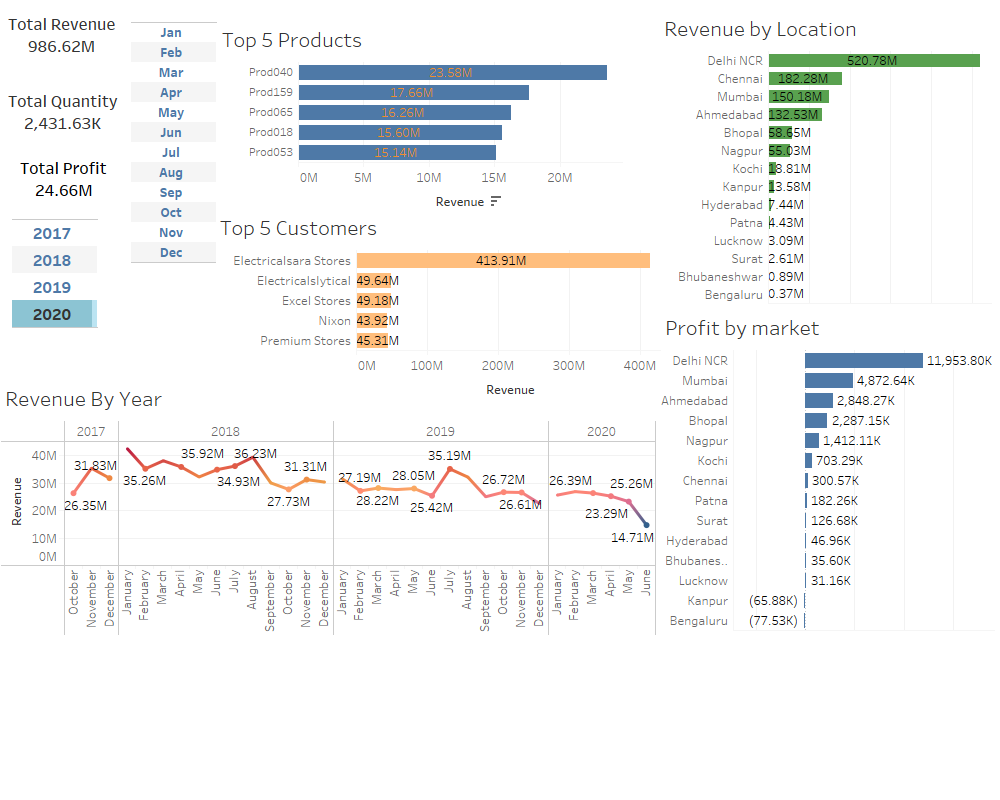 Total Revenue
986.62M
Total Quantity
2,431.63K
Total Profit
24.66M
2017
2018
2019
2020
Jan
Feb
Mar
Apr
May
Jun
Jul
Aug
Sep
Oct
Nov
Dec
Top 5 Products
Prod040 23.58M
Prod159 17.66M
Prod065 16.26M
Prod018 15.60M
Prod053 15.14M
0M 5M 10M 15M 20M
Revenue
Top 5 Customers
Electricalsara Stores 413.91M
Electricalslytical 49.64M
Excel Stores 49.18M
Nixon 43.92M
Premium Stores 45.31M
0M 100M 200M 300M 400M
Revenue
Revenue by Location
Delhi NCR 520.78M
Chennai 182.28M
Mumbai 150.18M
Ahmedabad 132.53M
Bhopal 58.65M
Nagpur 55.03M
Kochi 18.81M
Kanpur 13.58M
Hyderabad 7.44M
Patna 4.43M
Lucknow 3.09M
Surat 2.61M
Bhubaneshwar 0.89M
Bengaluru 0.37M
Profit by market
Delhi NCR 11,953.80K
Mumbai 4,872.64K
Ahmedabad 2,848.27K
Bhopal 2,287.15K
Nagpur 1,412.11K
Kochi 703.29K
Chennai 300.57K
Patna 182.26K
Surat 126.68K
Hyderabad 46.96K
Bhubanes.. 35.60K
Lucknow 31.16K
Kanpur (65.88K)
Bengaluru (77.53K)
Revenue By Year
2017 2018 2019 2020
Revenue
40M
30M
20M
10M
0M
26.35M
31.83M
35.26M
35.92M
34.93M
36.23M
27.73M
31.31M
27.19M
28.22M
28.05M
25.42M
35.19M
26.72M
26.61M
26.39M
23.29M
25.26M
14.71M
October
November
December
January
February
March
April
May
June
July
August
September
October
November
December
January
February
March
April
May
June
July
August
September
October
November
December
January
February
March
April
May
June